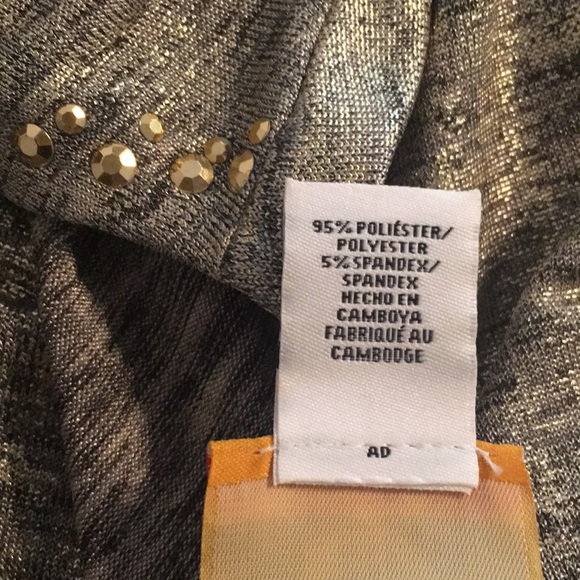 95% POLIÉSTER/
POLYESTER
5% SPANDEX/
SPANDEX
HECHO EN
CAMBOYA
FABRIQUÉ AU
CAMBODGE
AD